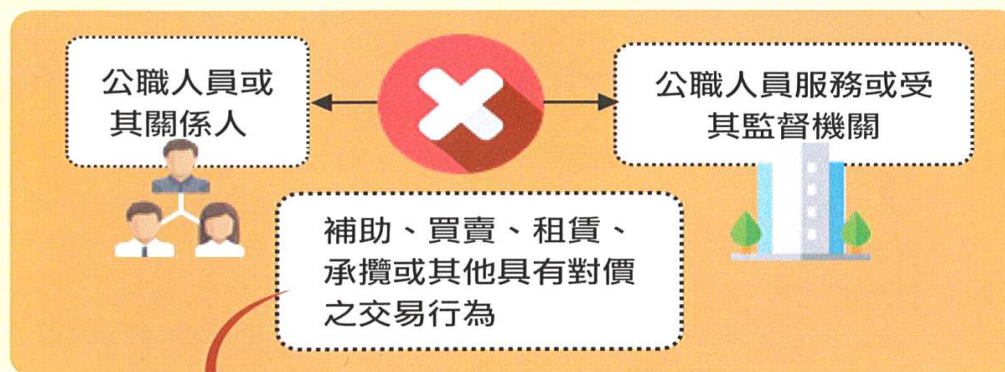 公職人員或
其關係人
公職人員服務或受
其監督機關
補助、買賣、租賃、
承攬或其他具有對價
之交易行為